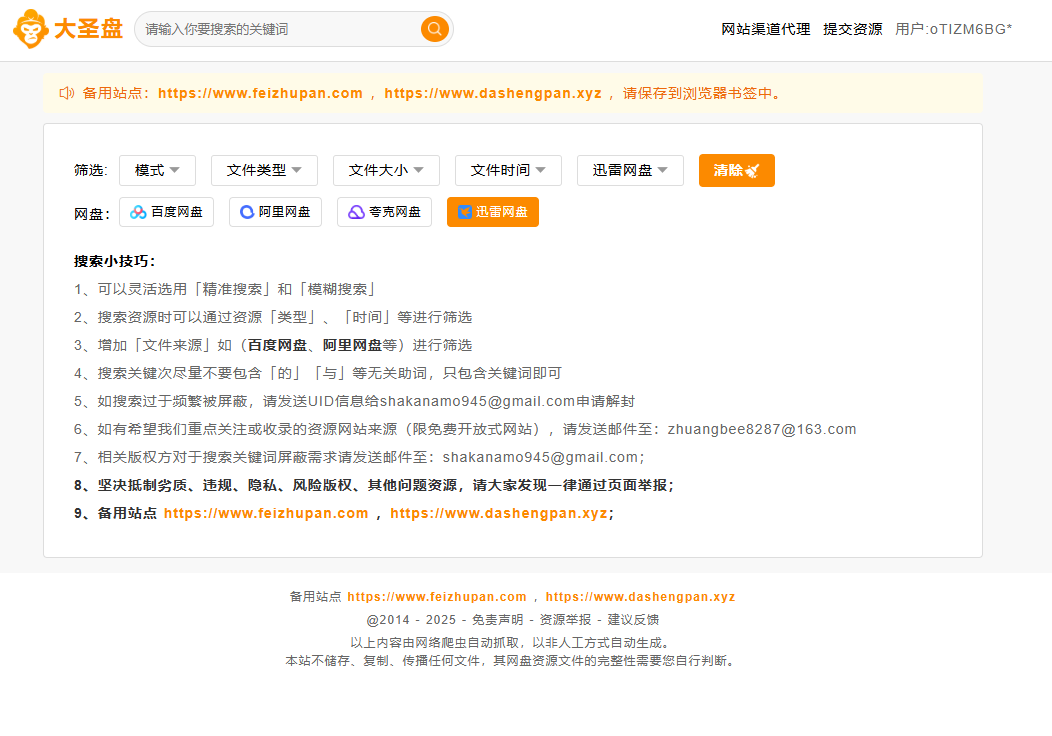 大圣盘
请输入你要搜索的关键词
网站渠道代理 提交资源 用户:oTIZM6BG*
备用站点：https://www.feizhupan.com ，https://www.dashengpan.xyz ，请保存到浏览器书签中。
筛选: 模式 文件类型 文件大小 文件时间 迅雷网盘 清除
网盘: 百度网盘 阿里网盘 夸克网盘 迅雷网盘
搜索小技巧：
1、可以灵活选用「精准搜索」和「模糊搜索」
2、搜索资源时可以通过资源「类型」、「时间」等进行筛选
3、增加「文件来源」如（百度网盘、阿里网盘等）进行筛选
4、搜索关键次尽量不要包含「的」「与」等无关助词，只包含关键词即可
5、如搜索过于频繁被屏蔽，请发送UID信息给shakanamo945@gmail.com申请解封
6、如有希望我们重点关注或收录的资源网站来源（限免费开放式网站），请发送邮件至：zhuangbee8287@163.com
7、相关版权方对于搜索关键词屏蔽需求请发送邮件至：shakanamo945@gmail.com；
8、坚决抵制劣质、违规、隐私、风险版权、其他问题资源，请大家发现一律通过页面举报；
9、备用站点 https://www.feizhupan.com ，https://www.dashengpan.xyz；
备用站点 https://www.feizhupan.com ，https://www.dashengpan.xyz
@2014 - 2025 - 免责声明 - 资源举报 - 建议反馈
以上内容由网络爬虫自动抓取，以非人工方式自动生成。
本站不储存、复制、传播任何文件，其网盘资源文件的完整性需要您自行判断。